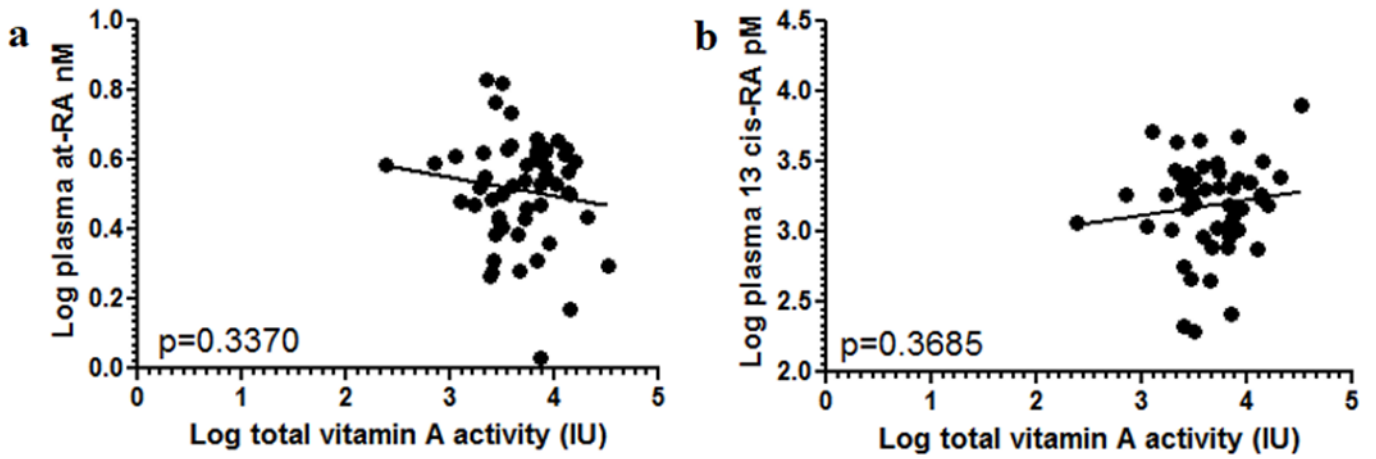 a
Log plasma at-RA nM
1.0
0.8
0.6
0.4
0.2
0.0
p=0.3370
0 1 2 3 4 5
Log total vitamin A activity (IU)
b
Log plasma 13 cis-RA pM
4.5
4.0
3.5
3.0
2.5
2.0
p=0.3685
0 1 2 3 4 5
Log total vitamin A activity (IU)